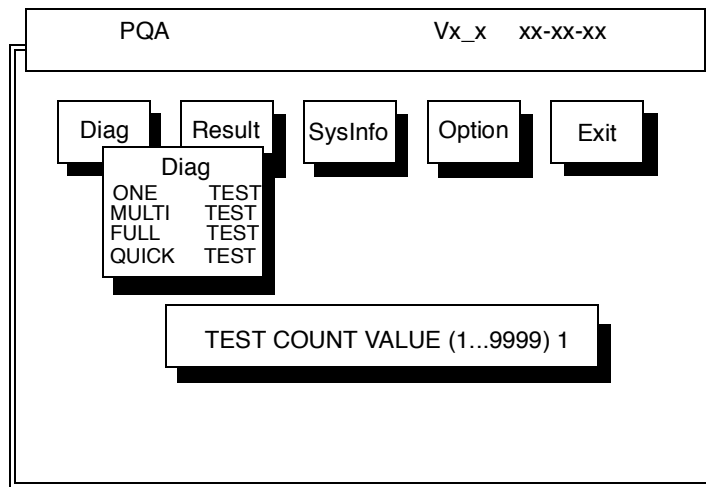 PQA Vx_x xx-xx-xx
Diag Result SysInfo Option Exit
Diag
ONE TEST
MULTI TEST
FULL TEST
QUICK TEST
TEST COUNT VALUE (1...9999) 1